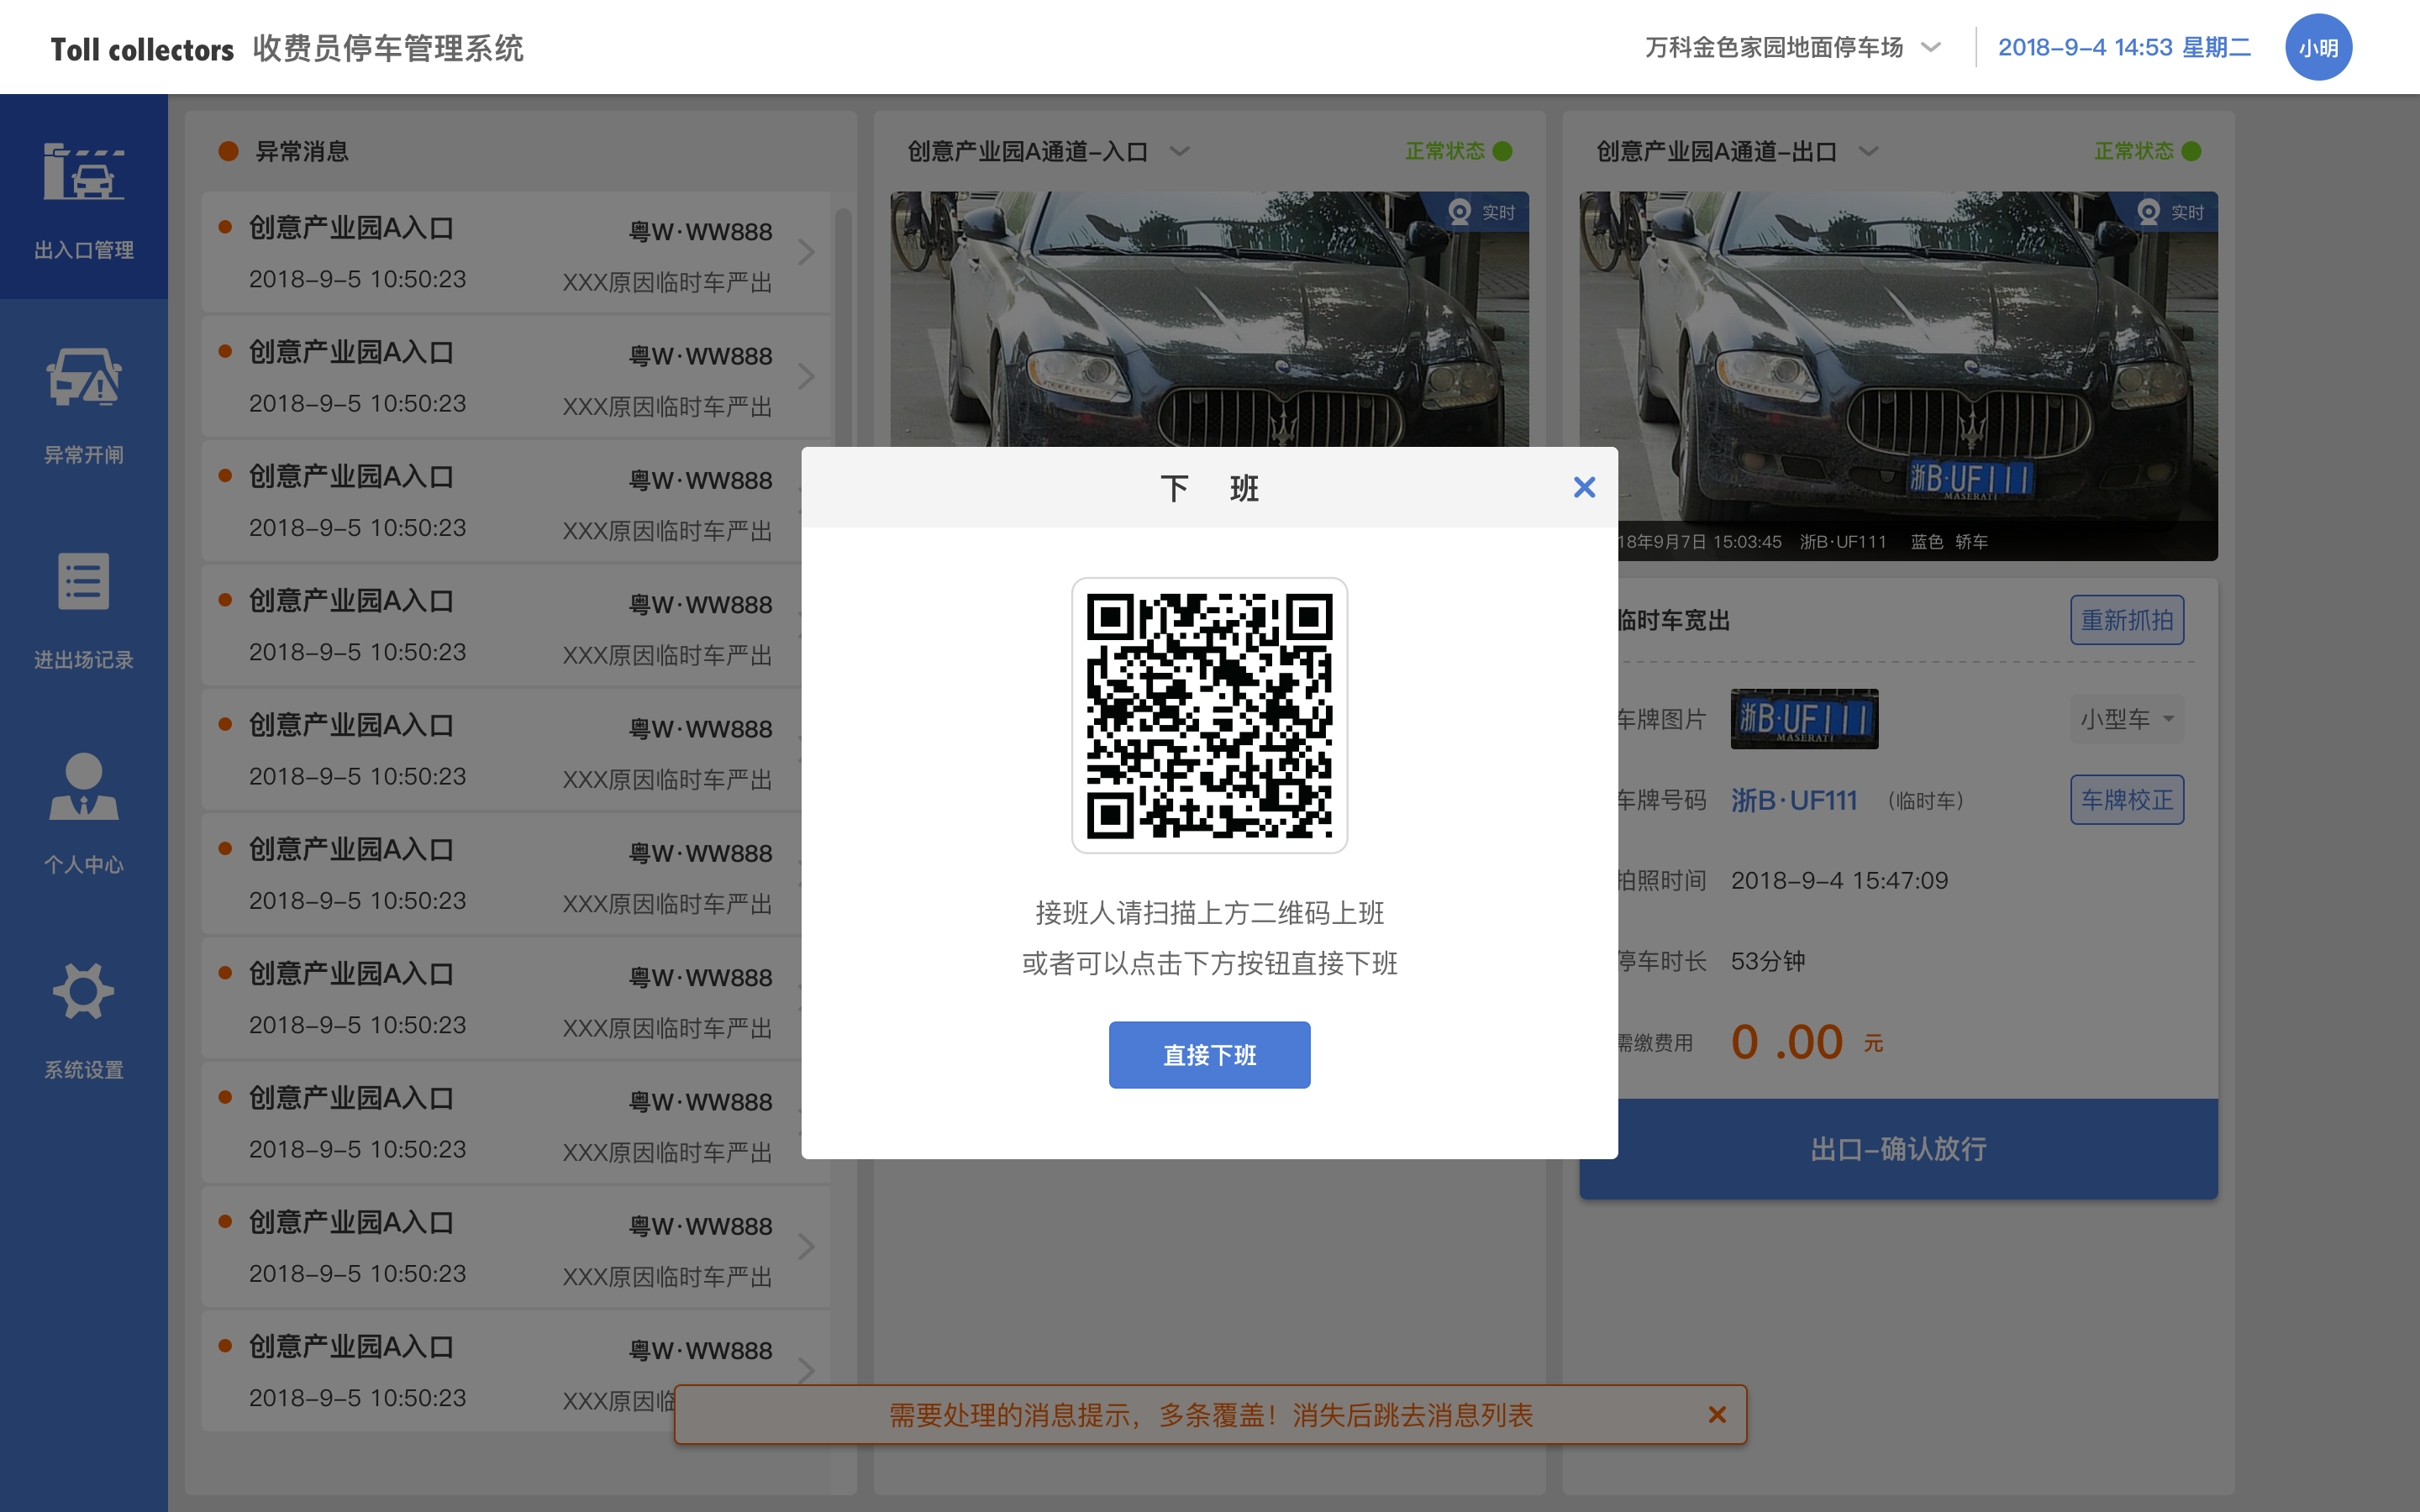 Toll collectors 收费员停车管理系统
万科金色家园地面停车场
2018-9-4 14:53 星期二
小明
出入口管理
异常开闸
进出场记录
个人中心
系统设置
异常消息
创意产业园A入口 粤W·WW888
2018-9-5 10:50:23 XXX原因临时车严出
创意产业园A入口 粤W·WW888
2018-9-5 10:50:23 XXX原因临时车严出
创意产业园A入口 粤W·WW888
2018-9-5 10:50:23 XXX原因临时车严出
创意产业园A入口 粤W·WW888
2018-9-5 10:50:23 XXX原因临时车严出
创意产业园A入口 粤W·WW888
2018-9-5 10:50:23 XXX原因临时车严出
创意产业园A入口 粤W·WW888
2018-9-5 10:50:23 XXX原因临时车严出
创意产业园A入口 粤W·WW888
2018-9-5 10:50:23 XXX原因临时车严出
创意产业园A入口 粤W·WW888
2018-9-5 10:50:23 XXX原因临时车严出
创意产业园A入口 粤W·WW888
2018-9-5 10:50:23 XXX原因临时车严出
创意产业园A入口 粤W·WW888
2018-9-5 10:50:23 XXX原因临
创意产业园A通道-入口 正常状态
实时
创意产业园A通道-出口 正常状态
实时
浙B·UF111
MASERATI
18年9月7日 15:03:45 浙B·UF111 蓝色 轿车
临时车宽出 重新抓拍
车牌图片 浙B·UF111 小型车
MASERATI
车牌号码 浙B·UF111 （临时车） 车牌校正
拍照时间 2018-9-4 15:47:09
停车时长 53分钟
需缴费用 0 .00 元
出口-确认放行
下 班
接班人请扫描上方二维码上班
或者可以点击下方按钮直接下班
直接下班
需要处理的消息提示，多条覆盖！消失后跳去消息列表